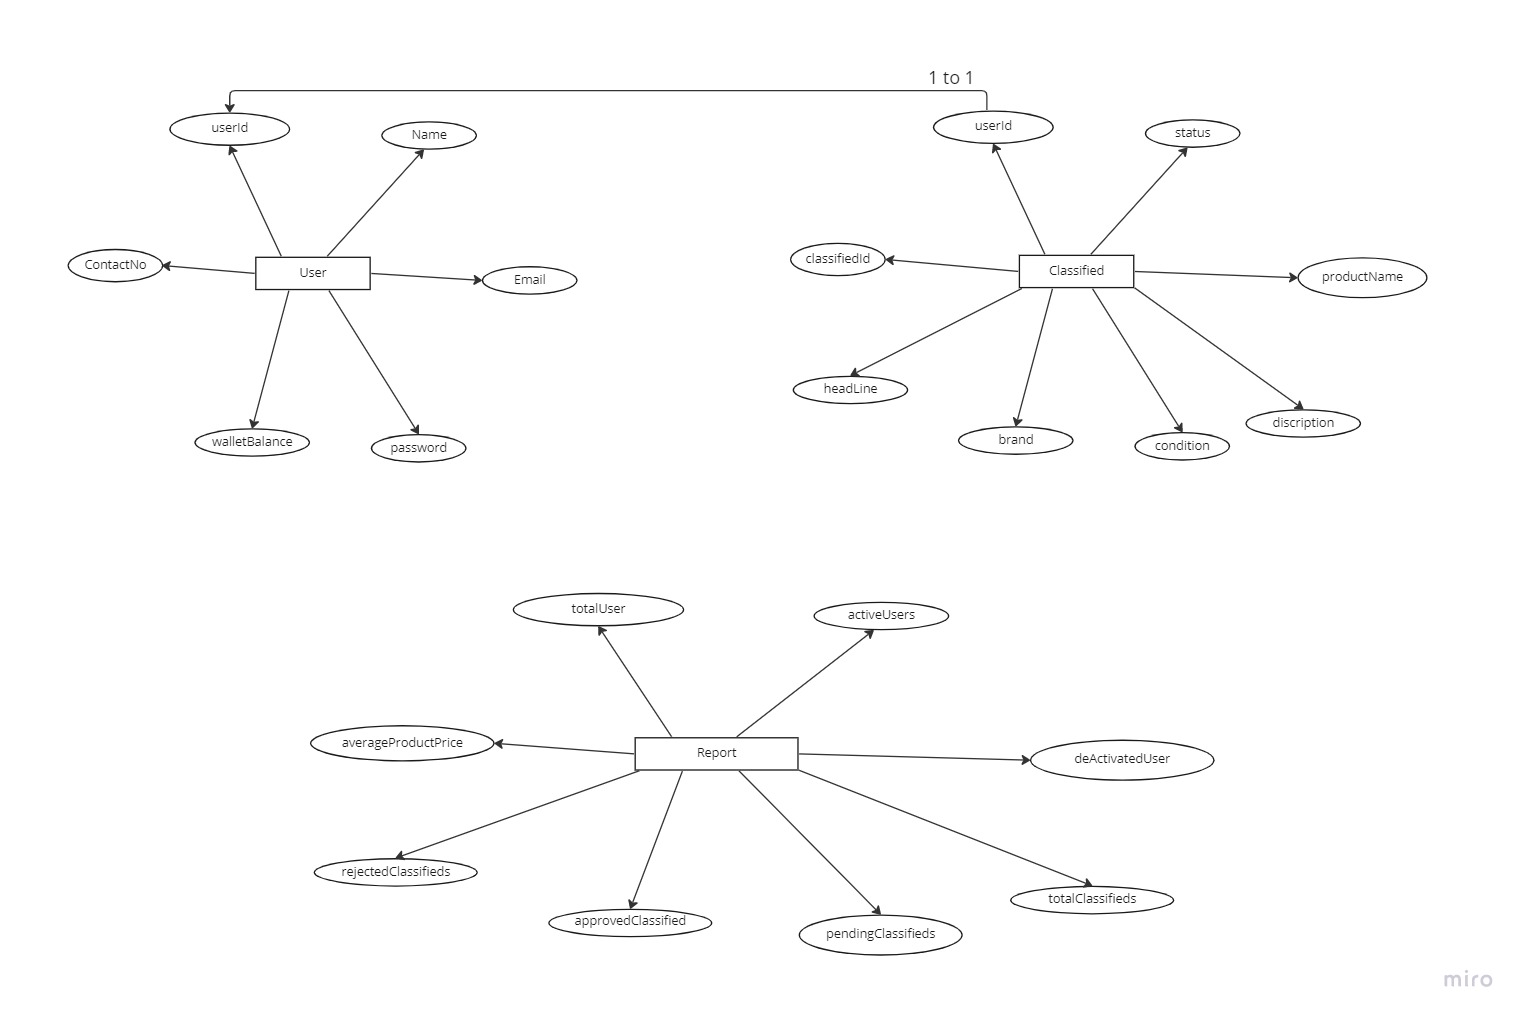 1 to 1
userId
Name
userId
status
ContactNo
User
Email
classifiedId
Classified
productName
headLine
brand
condition
discription
walletBalance
password
totalUser
activeUsers
averageProductPrice
Report
deActivatedUser
rejectedClassifieds
approvedClassified
pendingClassifieds
totalClassifieds
miro